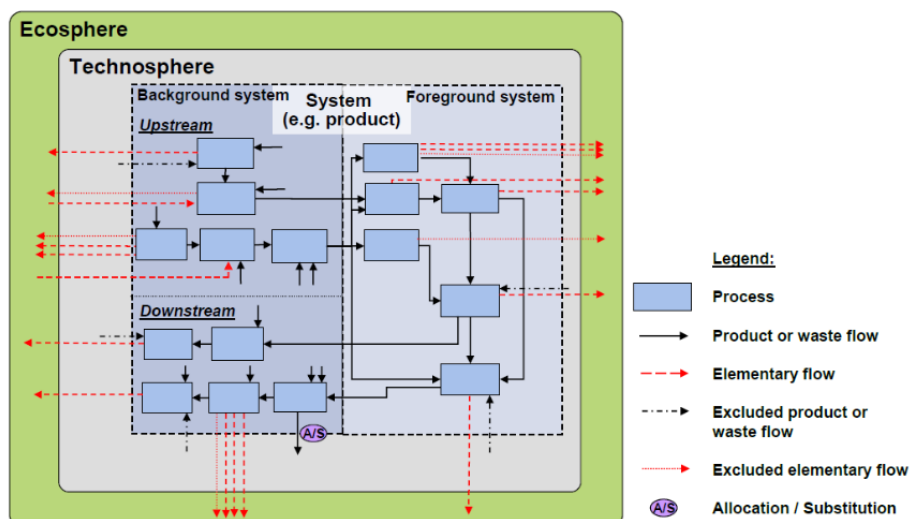 Ecosphere
Technosphere
Background system
System
(e.g. product)
Foreground system
Upstream
Downstream
A/S
Legend:
Process
Product or waste flow
Elementary flow
Excluded product or
waste flow
Excluded elementary flow
A/S
Allocation / Substitution